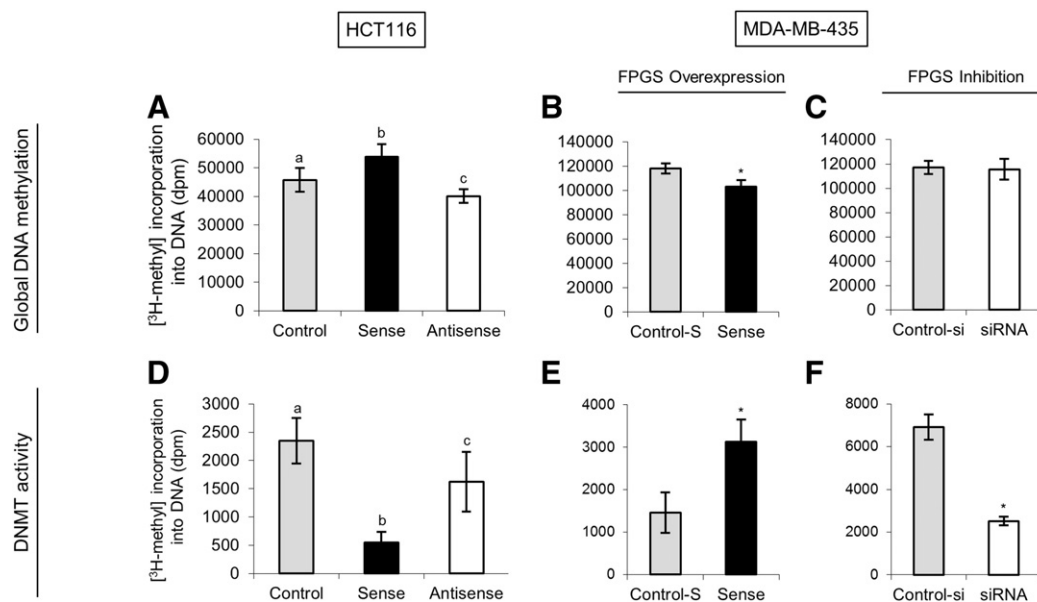 HCT116
MDA-MB-435
FPGS Overexpression
FPGS Inhibition
Global DNA methylation
A
[³H-methyl] incorporation
into DNA (dpm)
60000
50000
40000
30000
20000
10000
0
a
b
c
Control
Sense
Antisense
B
140000
120000
100000
80000
60000
40000
20000
0
*
Control-S
Sense
C
140000
120000
100000
80000
60000
40000
20000
0
Control-si
siRNA
DNMT activity
D
[³H-methyl] incorporation
into DNA (dpm)
3000
2500
2000
1500
1000
500
0
a
b
c
Control
Sense
Antisense
E
4000
3000
2000
1000
0
*
Control-S
Sense
F
8000
6000
4000
2000
0
*
Control-si
siRNA